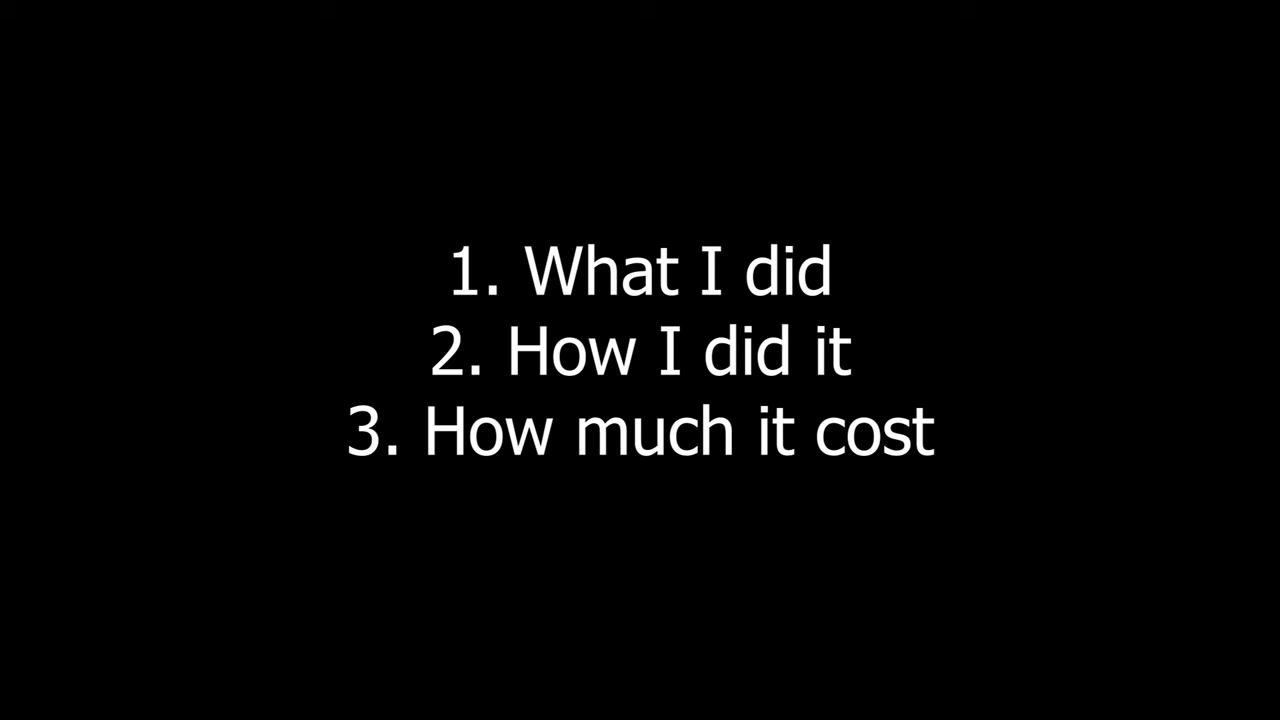 1. What I did
2. How I did it
3. How much it cost